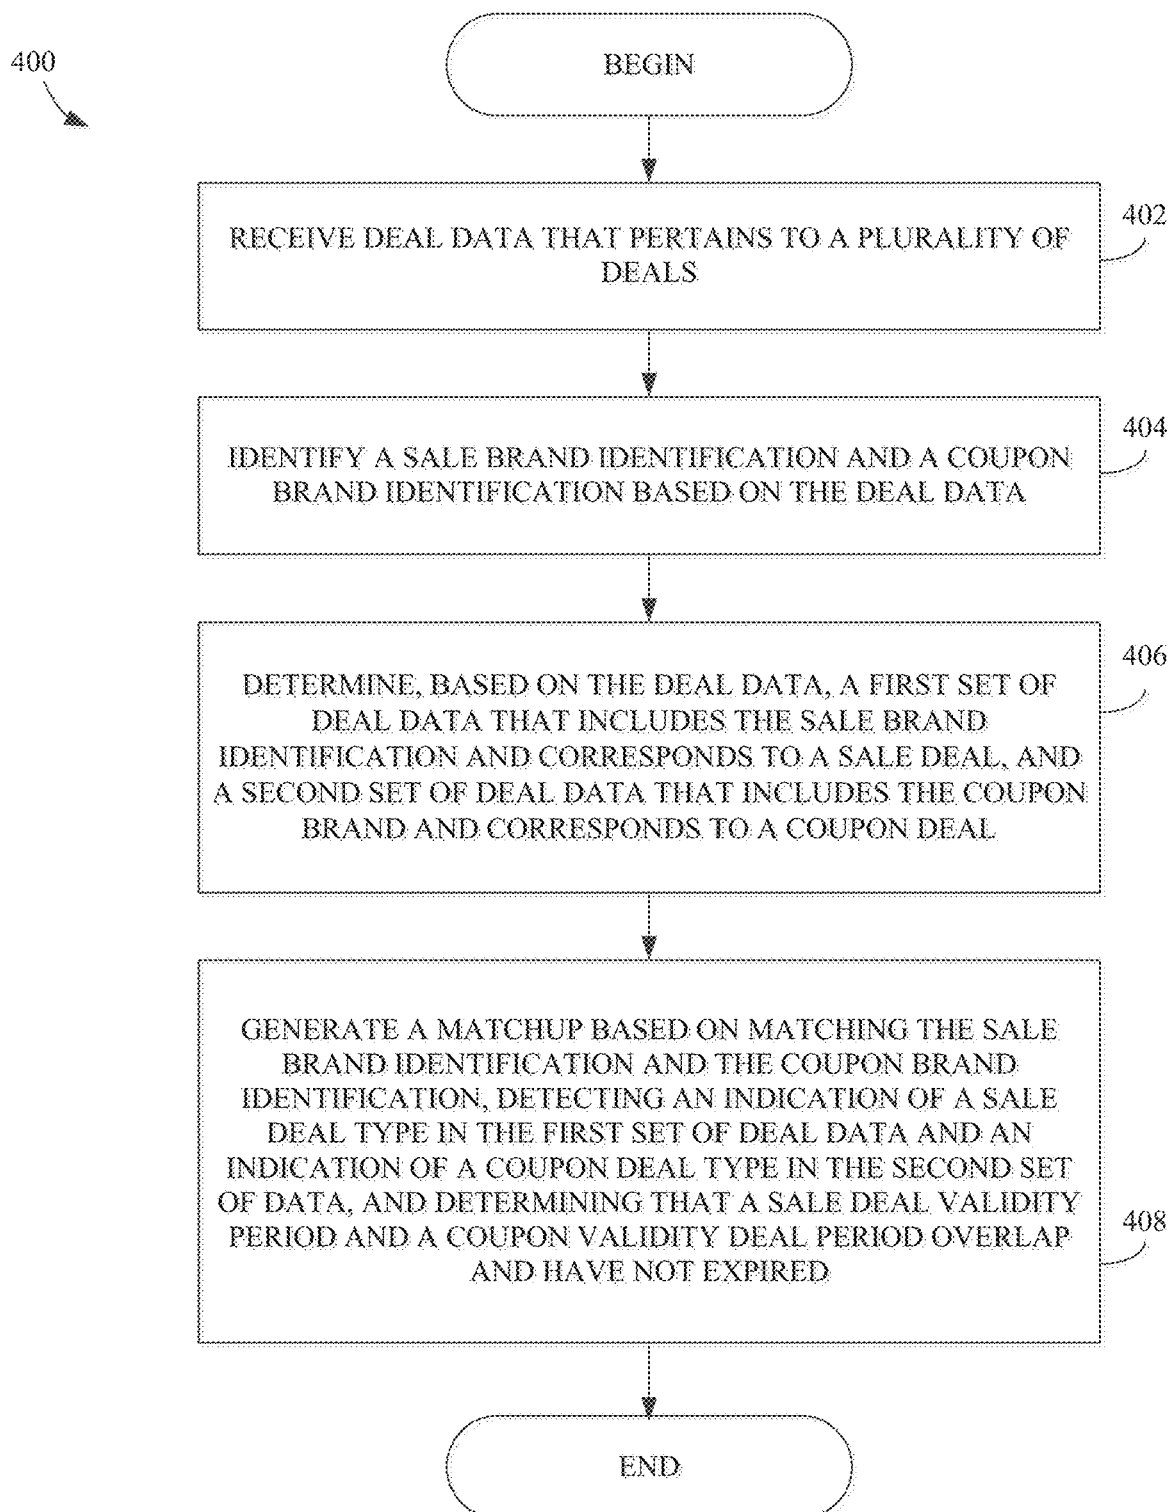 400
BEGIN
402
RECEIVE DEAL DATA THAT PERTAINS TO A PLURALITY OF
DEALS
404
IDENTIFY A SALE BRAND IDENTIFICATION AND A COUPON
BRAND IDENTIFICATION BASED ON THE DEAL DATA
406
DETERMINE, BASED ON THE DEAL DATA, A FIRST SET OF
DEAL DATA THAT INCLUDES THE SALE BRAND
IDENTIFICATION AND CORRESPONDS TO A SALE DEAL, AND
A SECOND SET OF DEAL DATA THAT INCLUDES THE COUPON
BRAND AND CORRESPONDS TO A COUPON DEAL
GENERATE A MATCHUP BASED ON MATCHING THE SALE
BRAND IDENTIFICATION AND THE COUPON BRAND
IDENTIFICATION, DETECTING AN INDICATION OF A SALE
DEAL TYPE IN THE FIRST SET OF DEAL DATA AND AN
INDICATION OF A COUPON DEAL TYPE IN THE SECOND SET
OF DATA, AND DETERMINING THAT A SALE DEAL VALIDITY
PERIOD AND A COUPON VALIDITY DEAL PERIOD OVERLAP
AND HAVE NOT EXPIRED
408
END